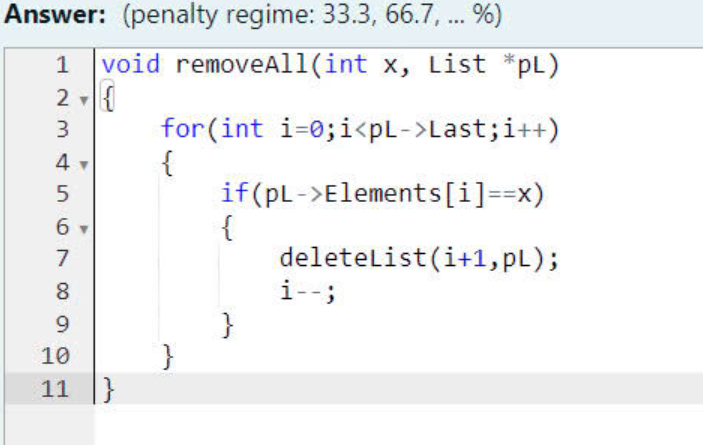 Answer: (penalty regime: 33.3, 66.7, ... %)
1 void removeAll(int x, List *pL)
2 {
3     for(int i=0;i<pL->Last;i++)
4     {
5         if(pL->Elements[i]==x)
6         {
7             deleteList(i+1,pL);
8             i--;
9         }
10     }
11 }